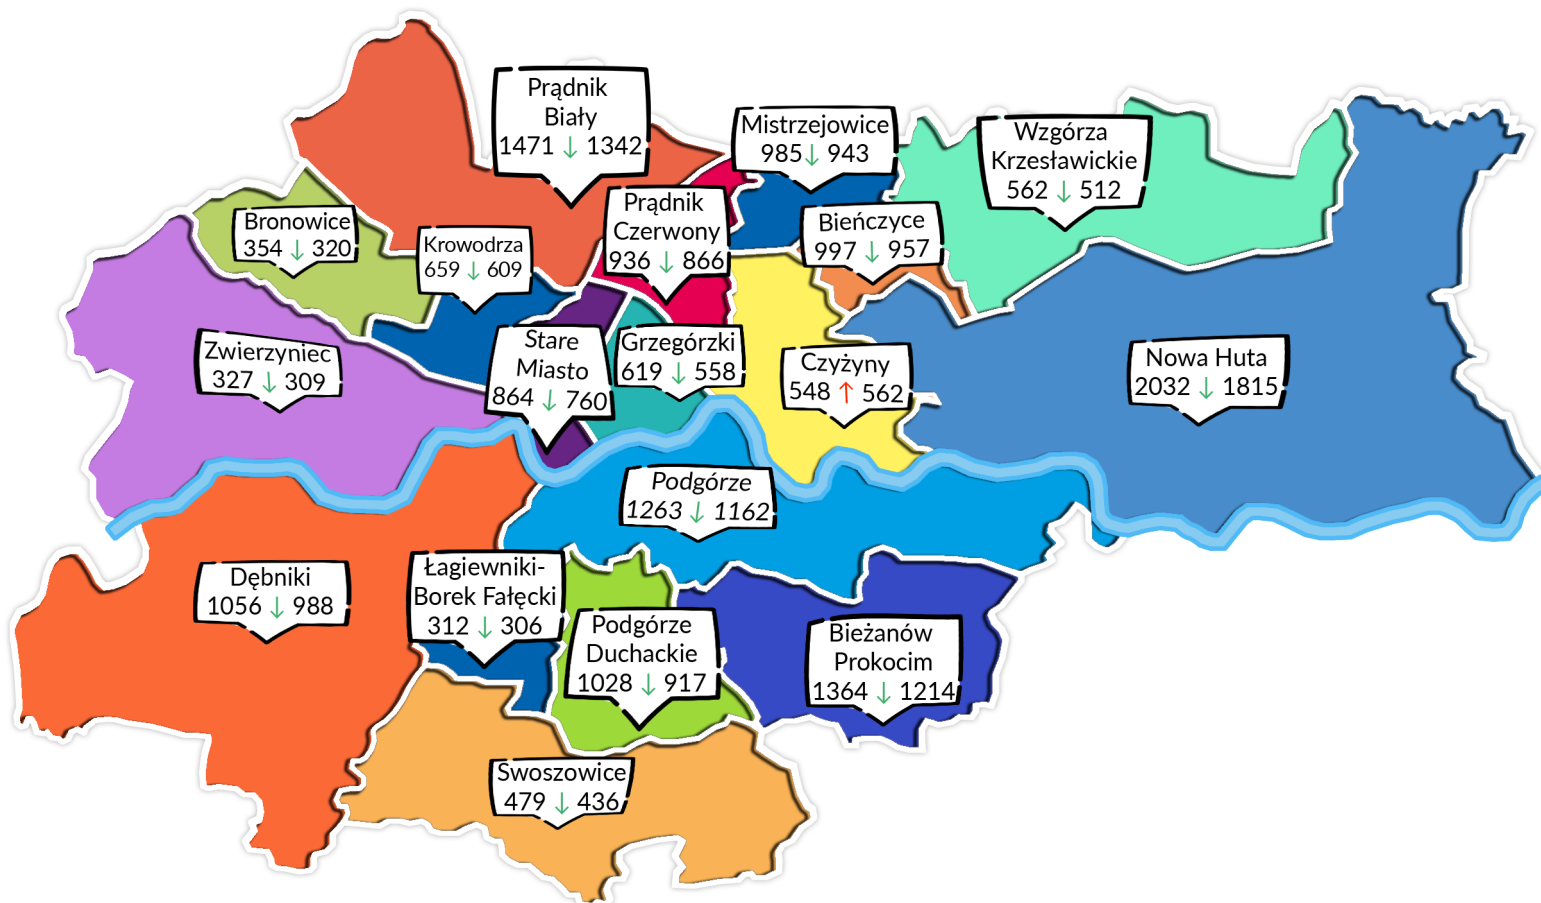 Prądnik
Biały
1471 ↓ 1342
Mistrzejowice
985 ↓ 943
Wzgórza
Krzesławickie
562 ↓ 512
Bronowice
354 ↓ 320
Krowodrza
659 ↓ 609
Prądnik
Czerwony
936 ↓ 866
Bieńczyce
997 ↓ 957
Zwierzyniec
327 ↓ 309
Stare
Miasto
864 ↓ 760
Grzegórzki
619 ↓ 558
Czyżyny
548 ↑ 562
Nowa Huta
2032 ↓ 1815
Podgórze
1263 ↓ 1162
Dębniki
1056 ↓ 988
Łagiewniki-
Borek Fałęcki
312 ↓ 306
Podgórze
Duchackie
1028 ↓ 917
Bieżanów
Prokocim
1364 ↓ 1214
Swoszowice
479 ↓ 436